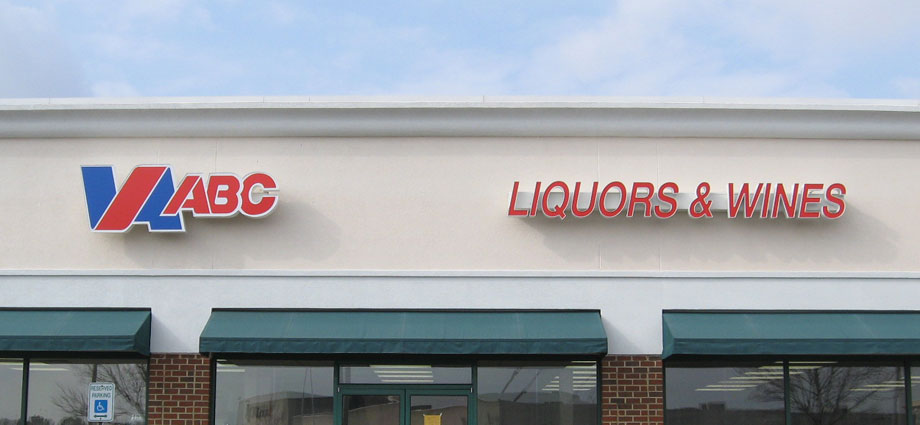 VA ABC
LIQUORS & WINES
RESERVED
PARKING